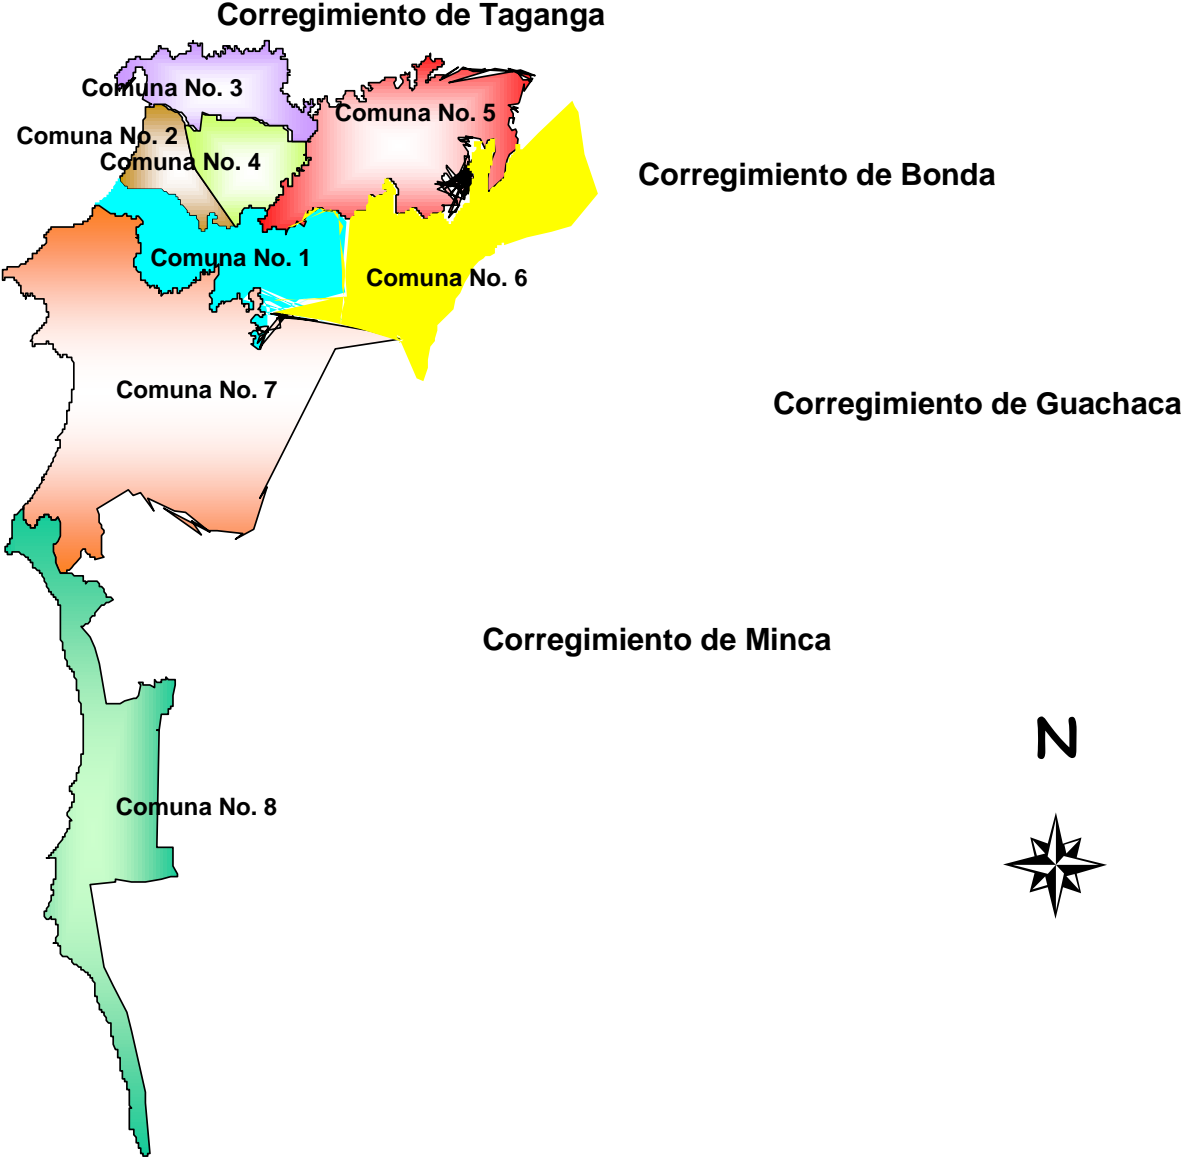 Corregimiento de Taganga
Comuna No. 3
Comuna No. 5
Comuna No. 2
Comuna No. 4
Corregimiento de Bonda
Comuna No. 1
Comuna No. 6
Comuna No. 7
Corregimiento de Guachaca
Corregimiento de Minca
N
Comuna No. 8